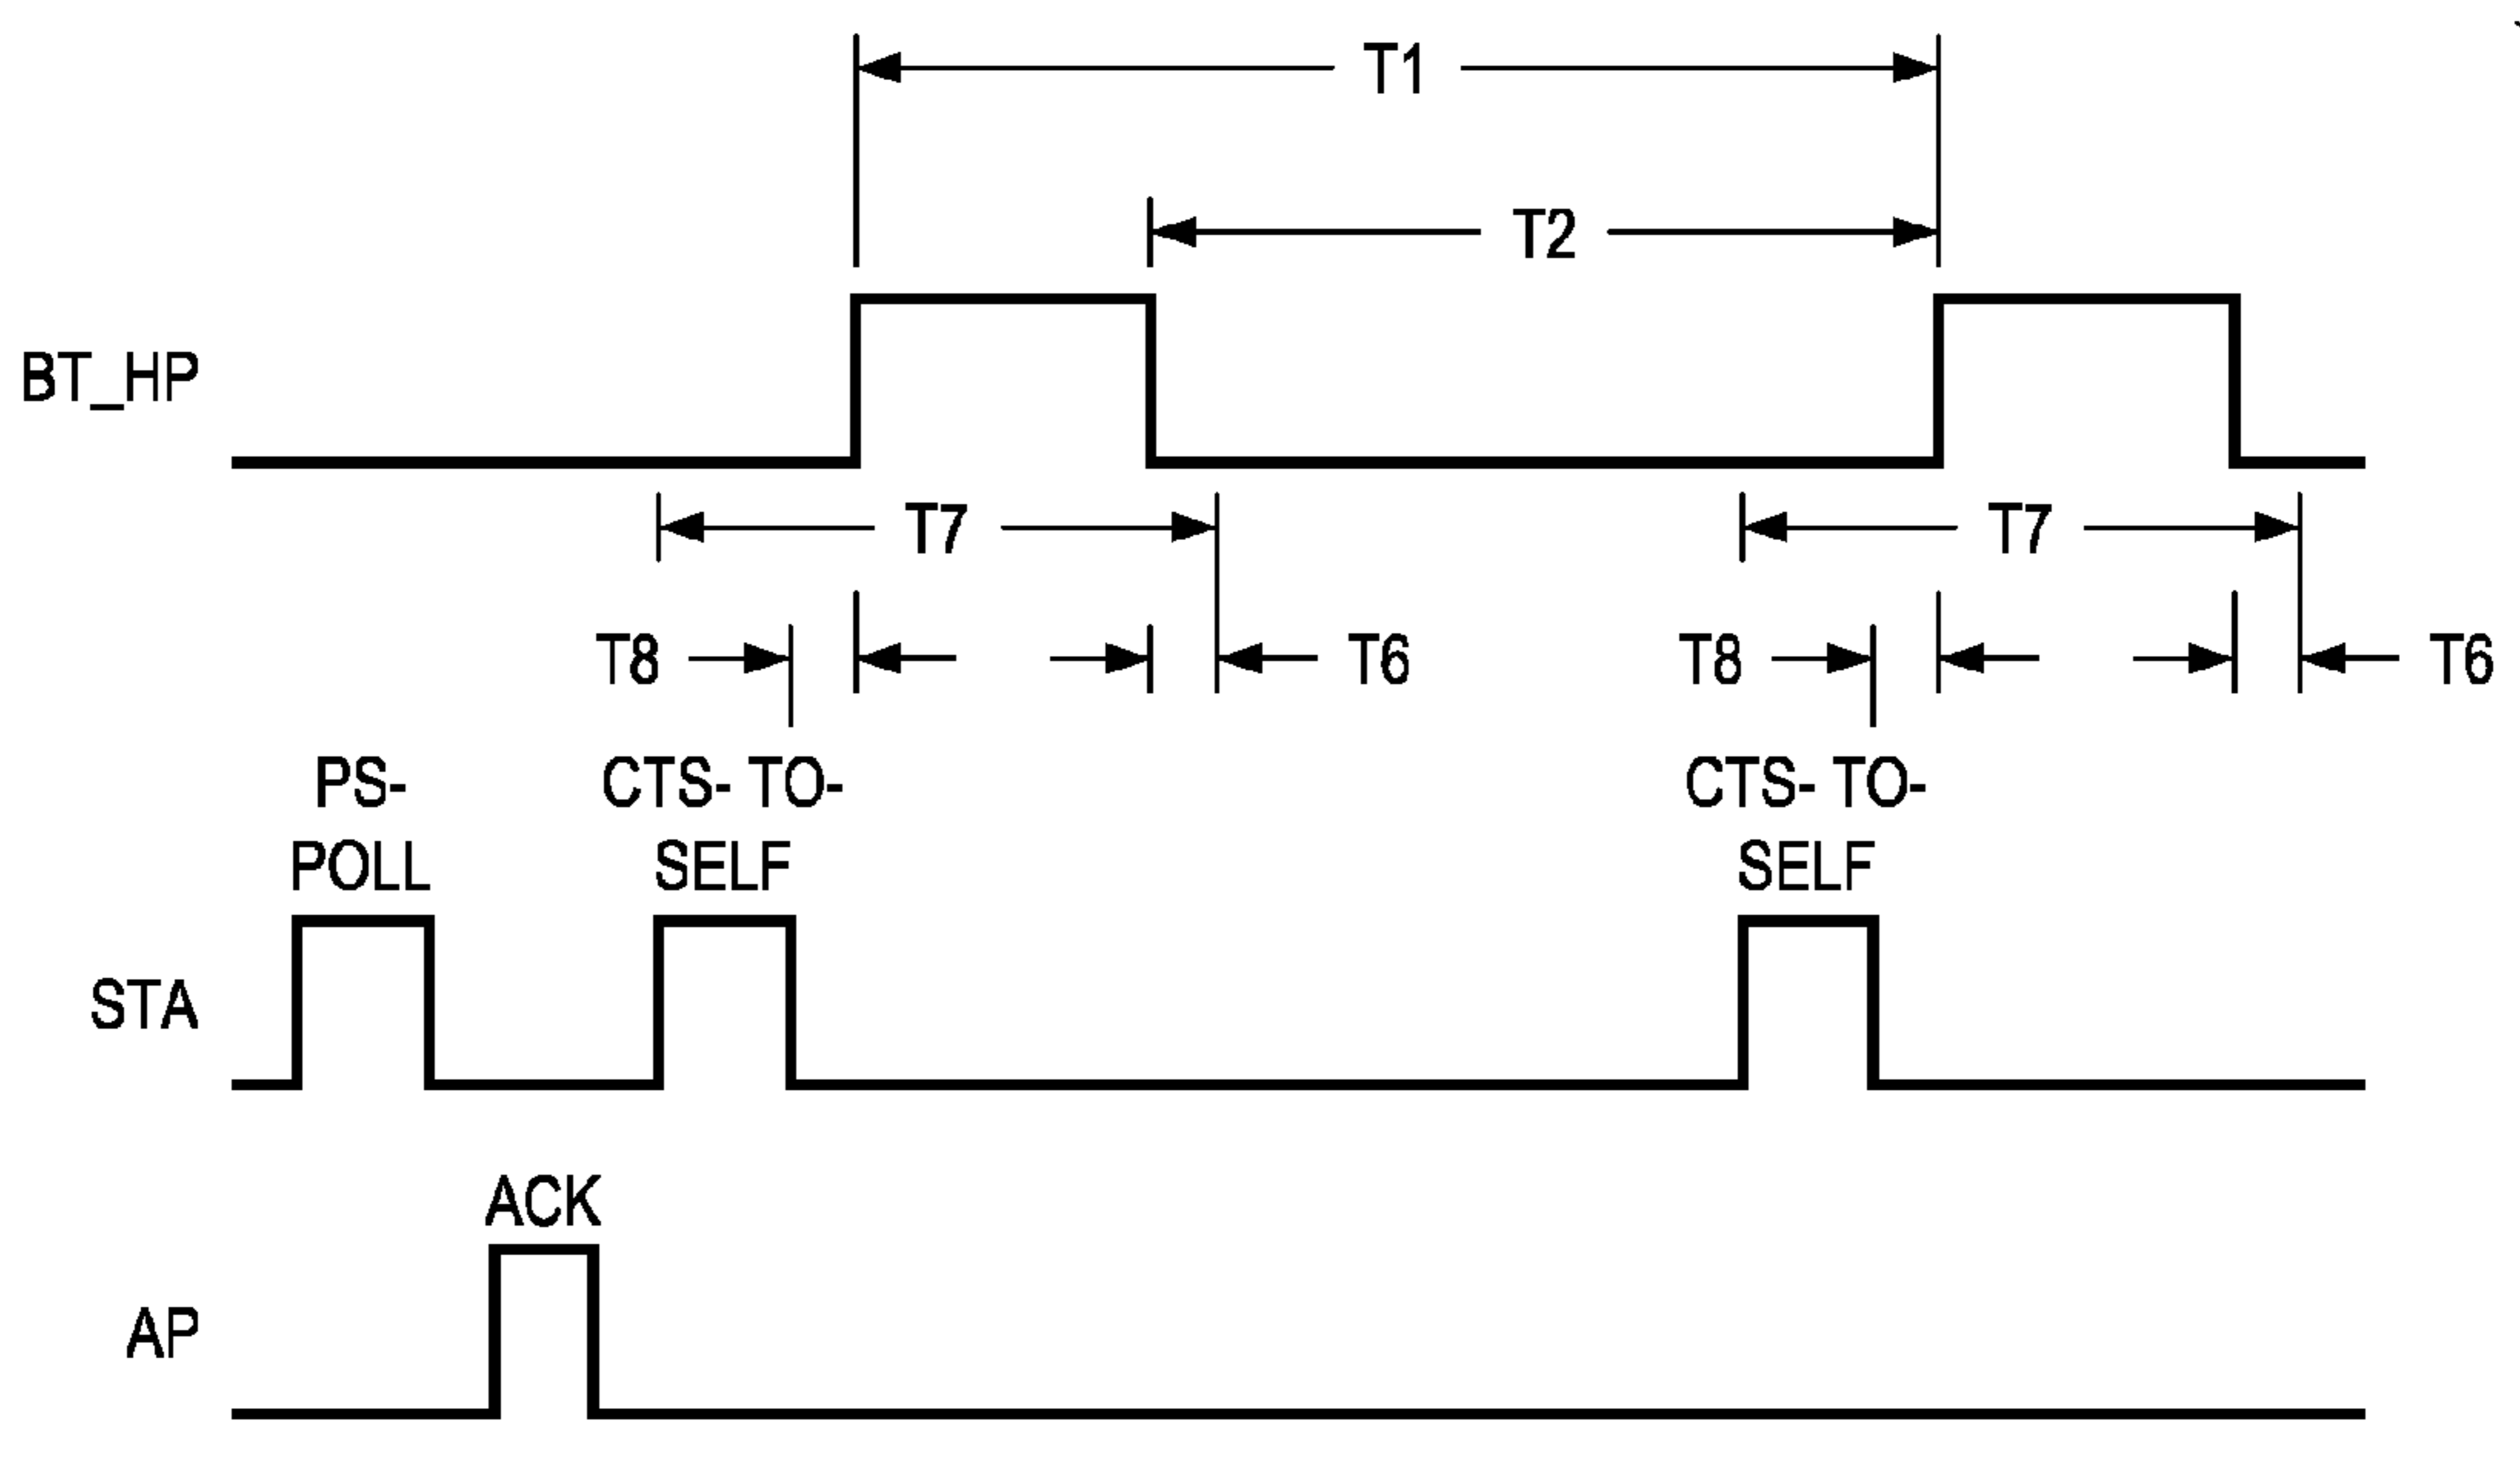 T1
T2
BT_HP
T7 T7
T8 T6 T8 T6
PS- CTS- TO- CTS- TO-
POLL SELF SELF
STA
ACK
AP